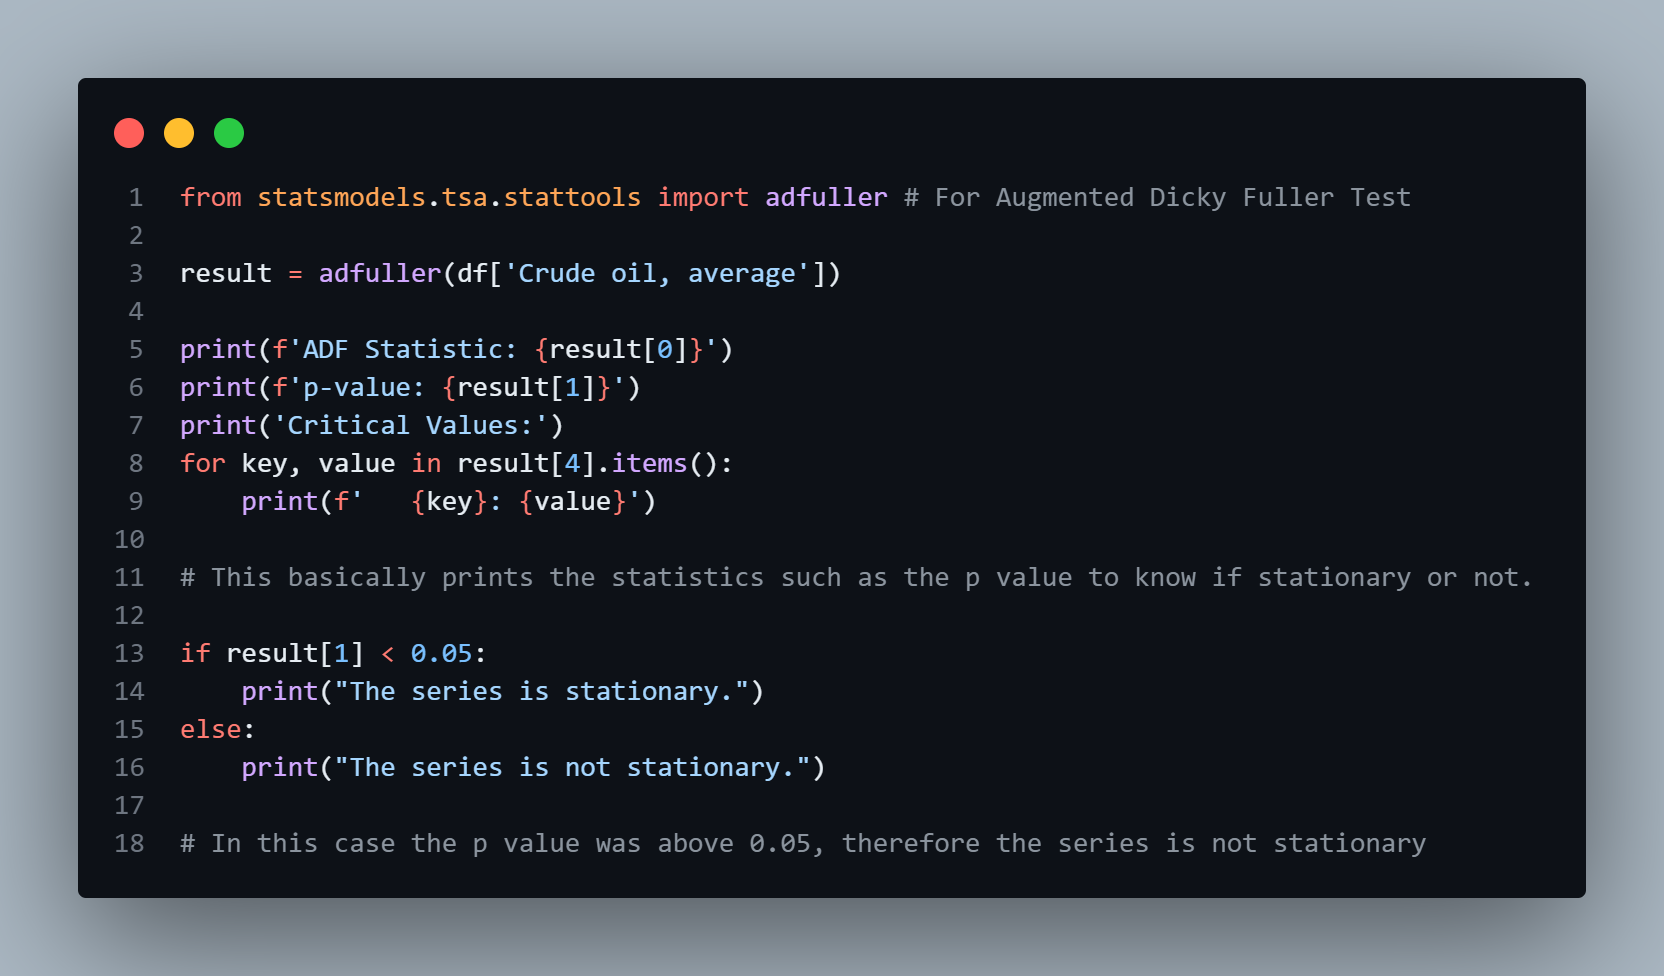 1 from statsmodels.tsa.stattools import adfuller # For Augmented Dicky Fuller Test
2
3 result = adfuller(df['Crude oil, average'])
4
5 print(f'ADF Statistic: {result[0]}')
6 print(f'p-value: {result[1]}')
7 print('Critical Values:')
8 for key, value in result[4].items():
9     print(f'   {key}: {value}')
10
11 # This basically prints the statistics such as the p value to know if stationary or not.
12
13 if result[1] < 0.05:
14     print("The series is stationary.")
15 else:
16     print("The series is not stationary.")
17
18 # In this case the p value was above 0.05, therefore the series is not stationary